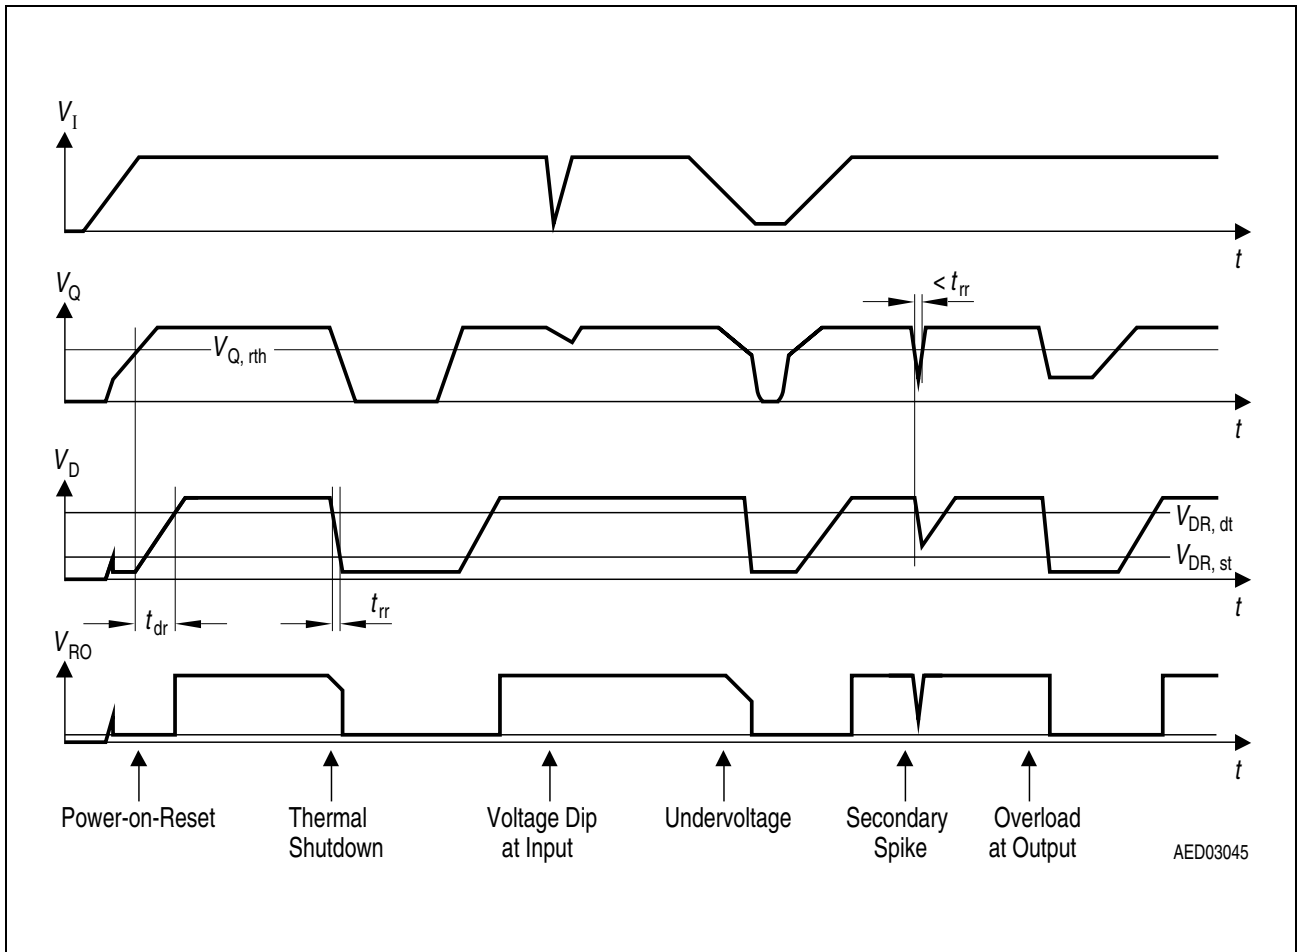 V_I
t
V_Q
< t_rr
V_Q, rth
t
V_D
V_DR, dt
V_DR, st
t
t_dr
t_rr
V_RO
t
Power-on-Reset
Thermal
Shutdown
Voltage Dip
at Input
Undervoltage
Secondary
Spike
Overload
at Output
AED03045